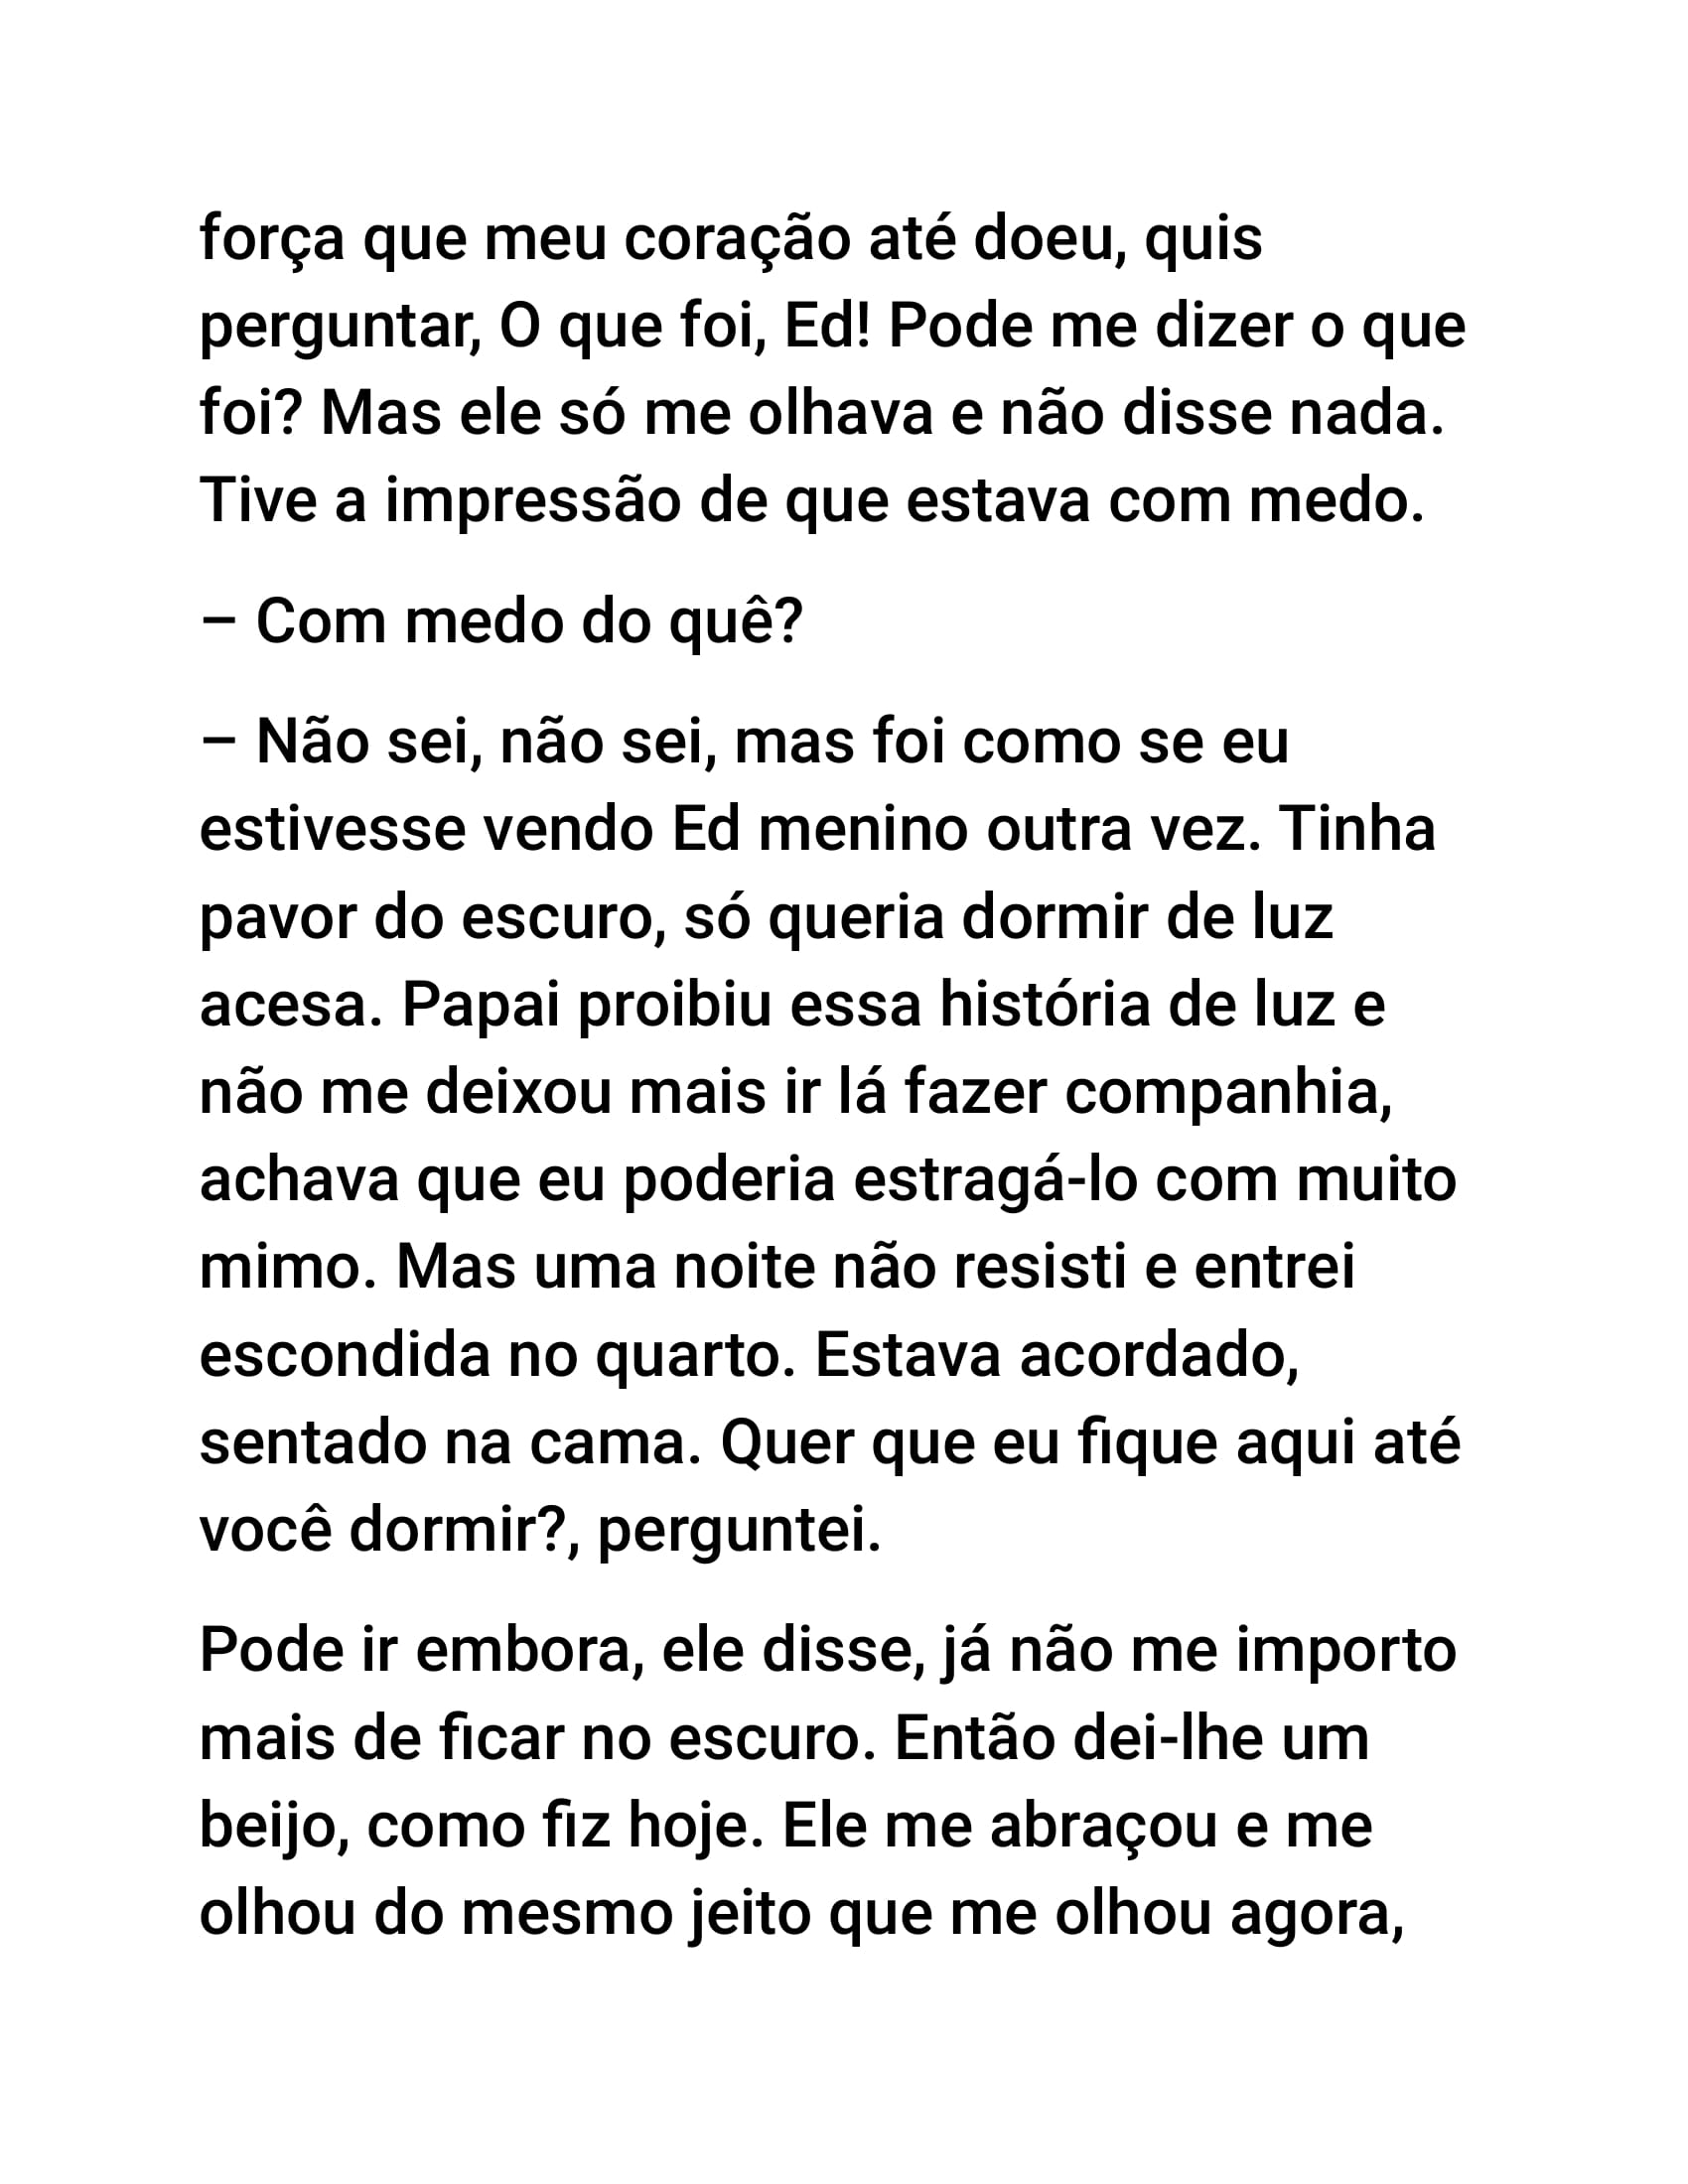 força que meu coração até doeu, quis
perguntar, O que foi, Ed! Pode me dizer o que
foi? Mas ele só me olhava e não disse nada.
Tive a impressão de que estava com medo.
– Com medo do quê?
– Não sei, não sei, mas foi como se eu
estivesse vendo Ed menino outra vez. Tinha
pavor do escuro, só queria dormir de luz
acesa. Papai proibiu essa história de luz e
não me deixou mais ir lá fazer companhia,
achava que eu poderia estragá-lo com muito
mimo. Mas uma noite não resisti e entrei
escondida no quarto. Estava acordado,
sentado na cama. Quer que eu fique aqui até
você dormir?, perguntei.
Pode ir embora, ele disse, já não me importo
mais de ficar no escuro. Então dei-lhe um
beijo, como fiz hoje. Ele me abraçou e me
olhou do mesmo jeito que me olhou agora,